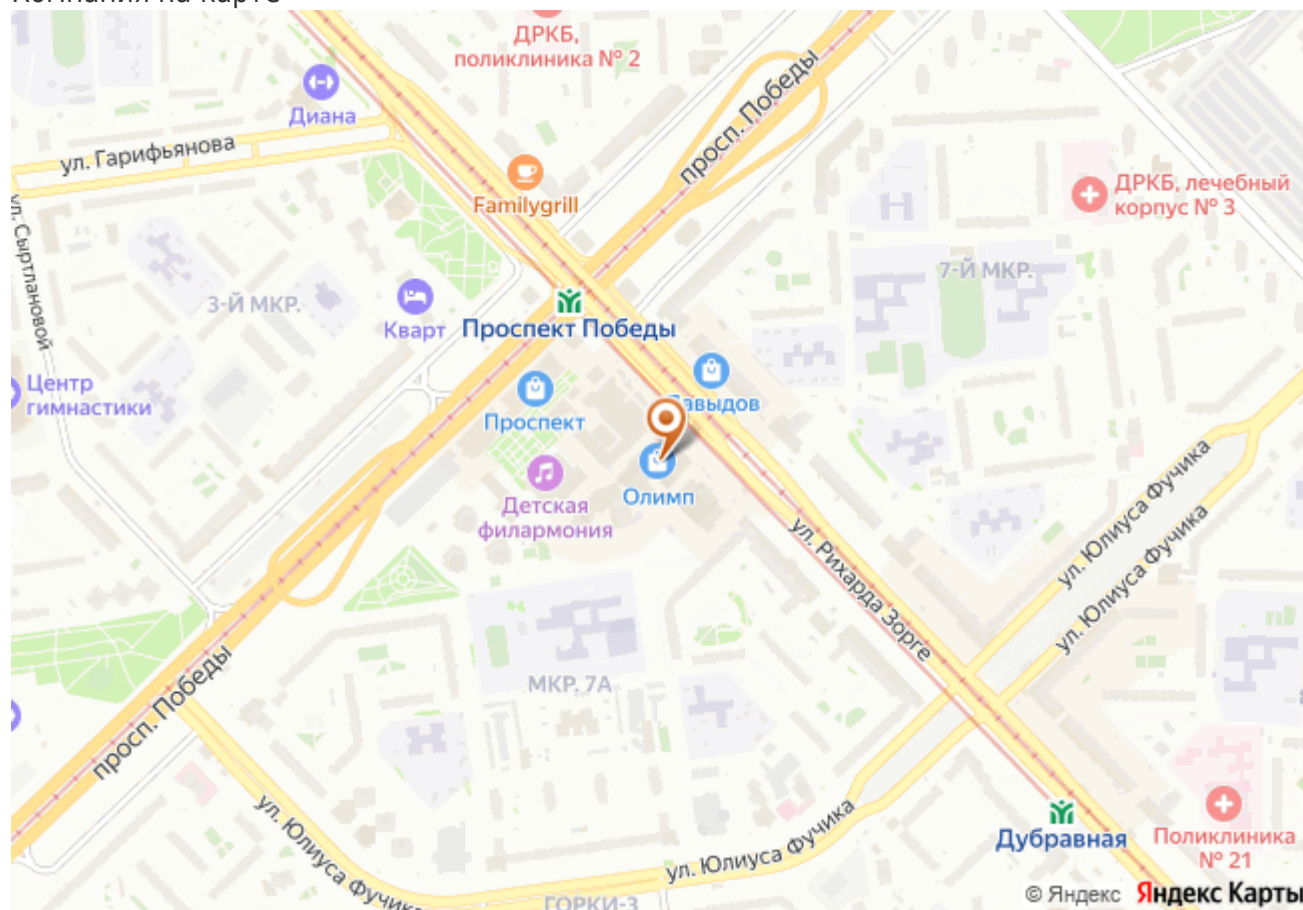 Компания на карте
ДРКБ,
поликлиника № 2
Диана
просп. Победы
ул. Гарифьянова
Familygrill
ДРКБ, лечебный
корпус № 3
ул. Сыртлановой
3-Й МКР.
7-Й МКР.
Кварт
Проспект Победы
Центр
гимнастики
Проспект
Олимп
Детская
филармония
ул. Юлиуса Фучика
ул. Юлиуса Фучика
ул. Рихарда Зорге
МКР. 7А
просп. Победы
ул. Юлиуса Фучика
ул. Юлиуса Фучика
Дубравная
Поликлиника
№ 21
ГОРКИ-3
© Яндекс Яндекс Карты